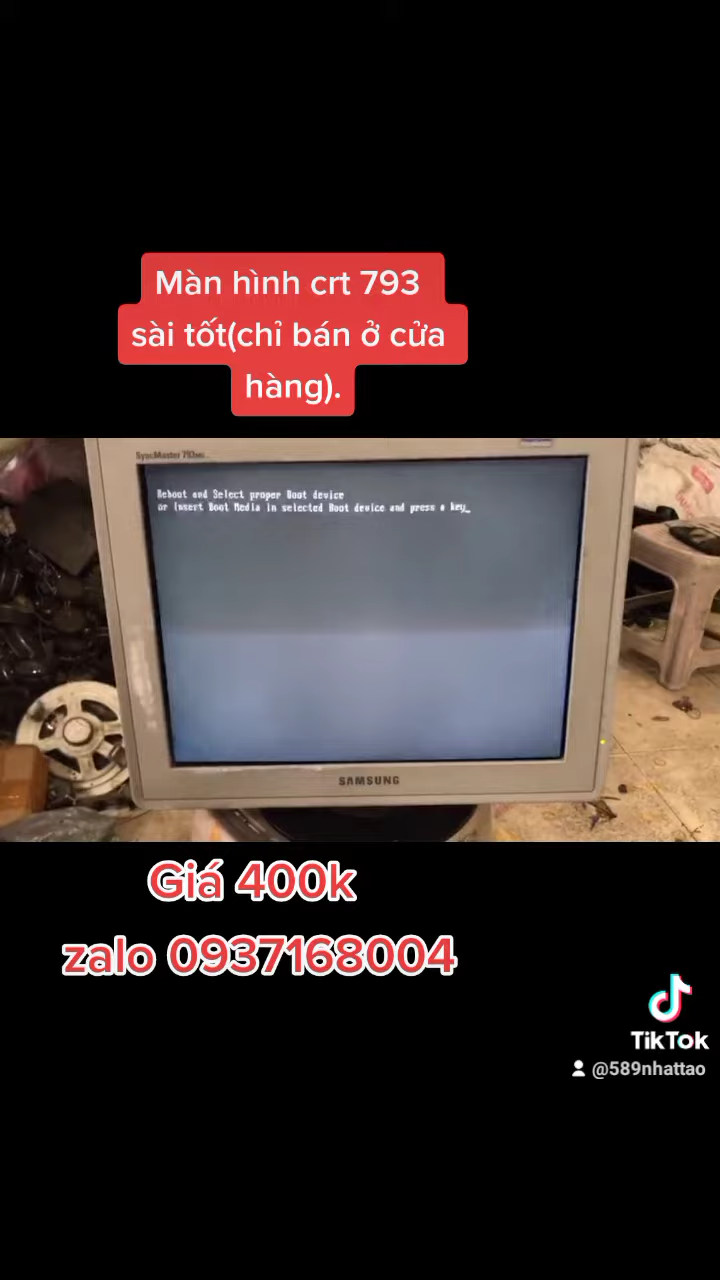 Màn hình crt 793
sài tốt(chỉ bán ở cửa
hàng).
SyncMaster 793
Reboot and Select proper Boot device
or Insert Boot Media in selected Boot device and press a key_
SAMSUNG
Giá 400k
zalo 0937168004
TikTok
@589nhattao